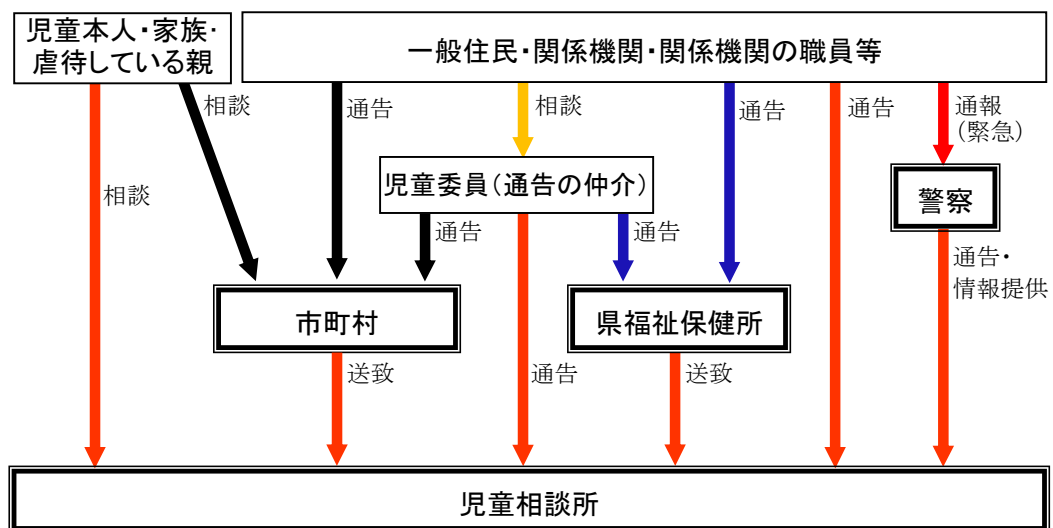 児童本人・家族・
虐待している親
一般住民・関係機関・関係機関の職員等
相談
通告
相談
通告
通告
通報
(緊急)
相談
児童委員(通告の仲介)
警察
通告
通告
通告・
情報提供
市町村
県福祉保健所
送致
通告
送致
児童相談所